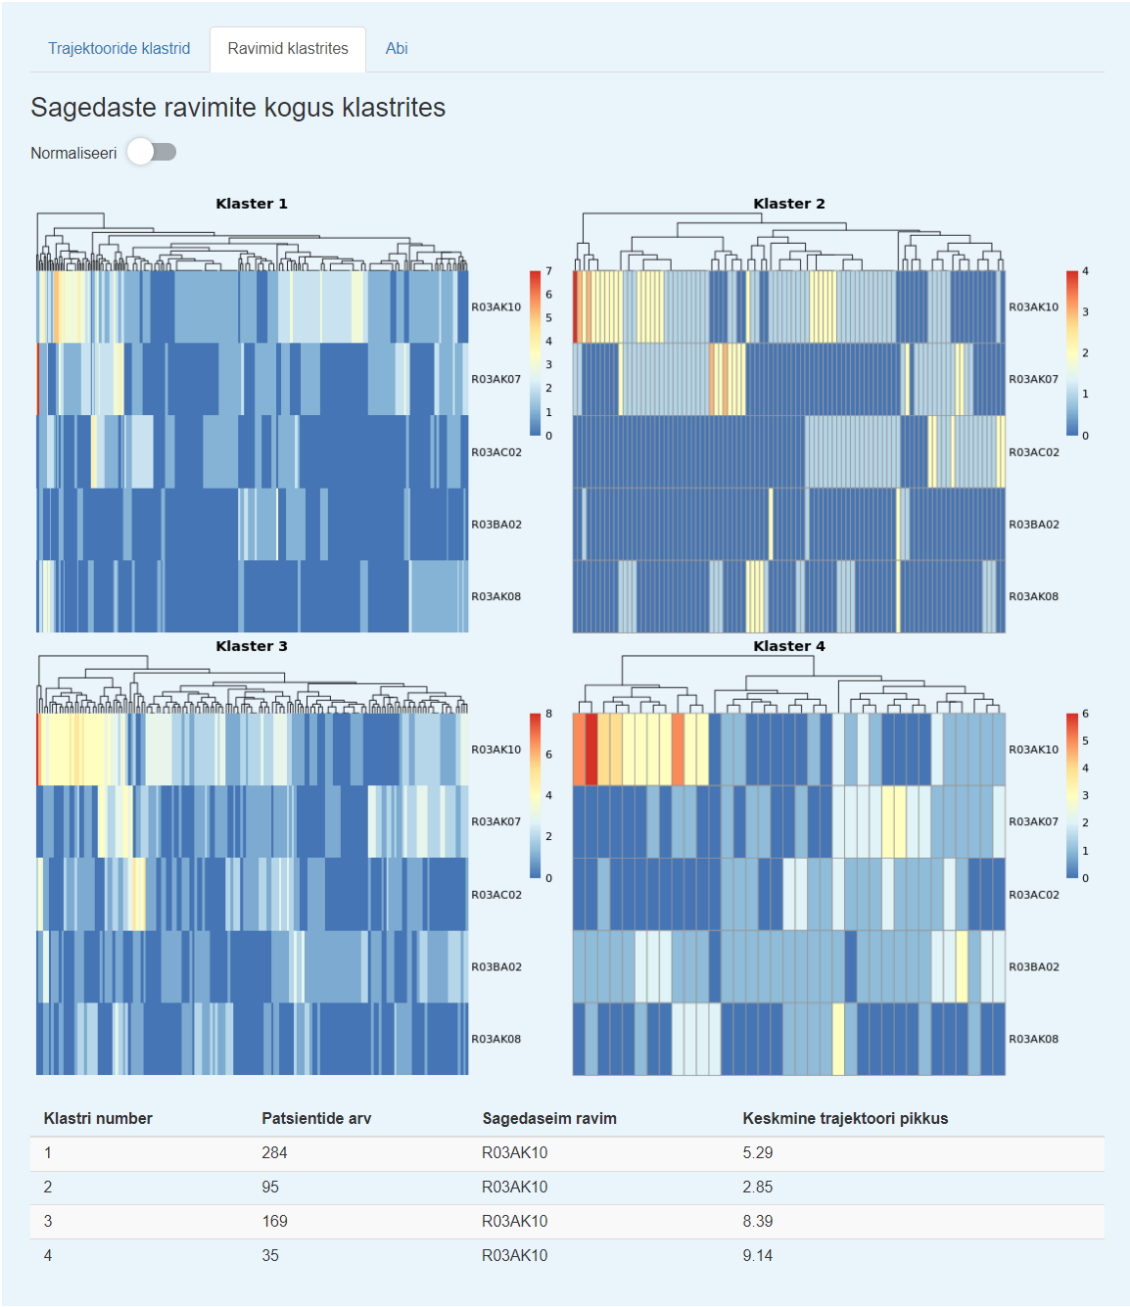 Trajektooride klastrid Ravimid klastrites Abi
Sagedaste ravimite kogus klastrites
Normaliseeri
Klaster 1
7
6
5
4
3
2
1
0
R03AK10
R03AK07
R03AC02
R03BA02
R03AK08
Klaster 2
4
3
2
1
0
R03AK10
R03AK07
R03AC02
R03BA02
R03AK08
Klaster 3
8
6
4
2
0
R03AK10
R03AK07
R03AC02
R03BA02
R03AK08
Klaster 4
6
5
4
3
2
1
0
R03AK10
R03AK07
R03AC02
R03BA02
R03AK08
Klastri number Patsientide arv Sagedaseim ravim Keskmine trajektoori pikkus
1 284 R03AK10 5.29
2 95 R03AK10 2.85
3 169 R03AK10 8.39
4 35 R03AK10 9.14